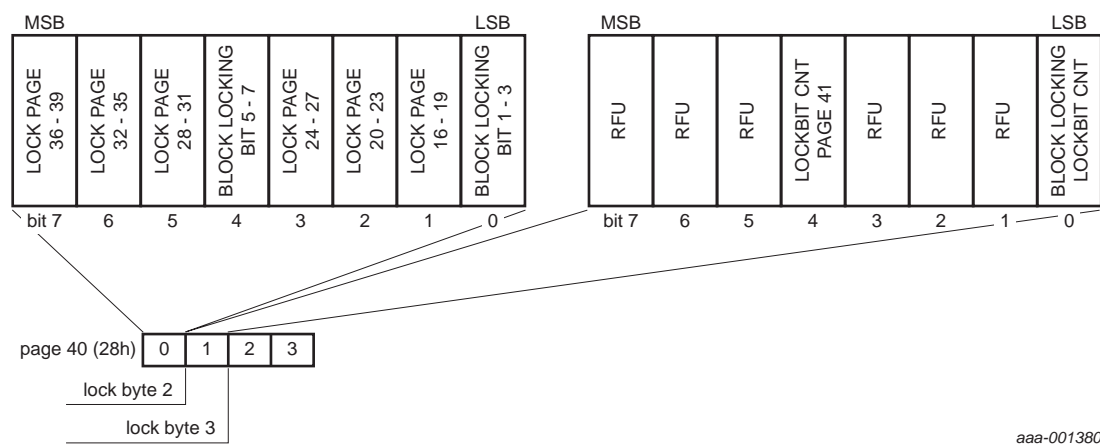 MSB
LSB
LOCK PAGE
36 - 39
LOCK PAGE
32 - 35
LOCK PAGE
28 - 31
BLOCK LOCKING
BIT 5 - 7
LOCK PAGE
24 - 27
LOCK PAGE
20 - 23
LOCK PAGE
16 - 19
BLOCK LOCKING
BIT 1 - 3
bit 7
6
5
4
3
2
1
0
MSB
LSB
RFU
RFU
RFU
LOCKBIT CNT
PAGE 41
RFU
RFU
RFU
BLOCK LOCKING
LOCKBIT CNT
bit 7
6
5
4
3
2
1
0
page 40 (28h)
0
1
2
3
lock byte 2
lock byte 3
aaa-001380